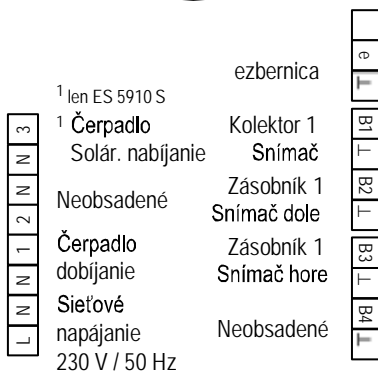 ezbernica
e
1 len ES 5910 S
1 Čerpadlo
Solár. nabíjanie
Neobsadené
Čerpadlo
dobíjanie
Sieťové
napájanie
230 V / 50 Hz
3
N
N
2
1
N
N
L
Kolektor 1
Snímač
Zásobník 1
Snímač dole
Zásobník 1
Snímač hore
Neobsadené
B1
B2
B3
B4